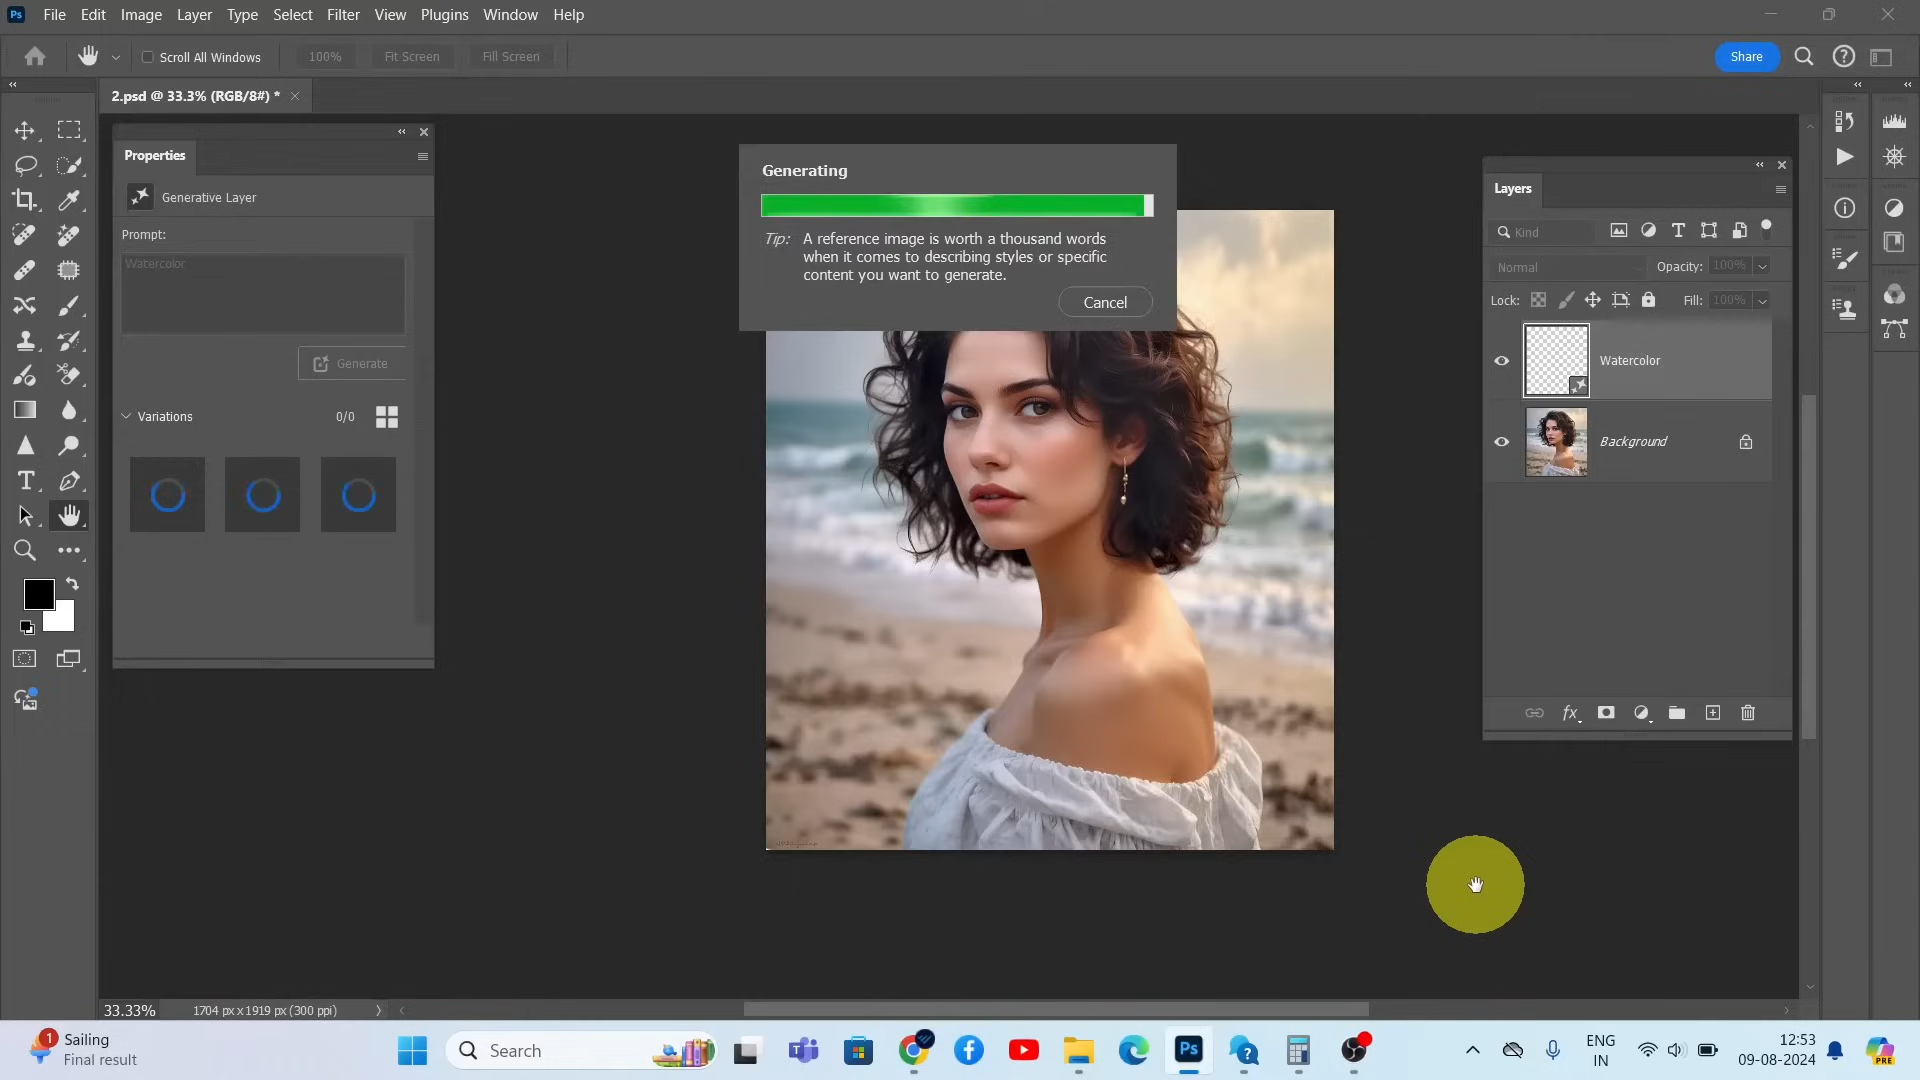 Ps File Edit Image Layer Type Select Filter View Plugins Window Help
Scroll All Windows 100% Fit Screen Fill Screen Share
2.psd @ 33.3% (RGB/8#) *
Properties
Generative Layer
Prompt:
Watercolor
Generate
Variations 0/0
Generating
Tip: A reference image is worth a thousand words
when it comes to describing styles or specific
content you want to generate.
Cancel
Layers
Kind
Normal Opacity: 100%
Lock: Fill: 100%
Watercolor
Background
33.33% 1704 px x 1919 px (300 ppi)
1 Sailing
Final result
Search
Ps
ENG
IN
12:53
09-08-2024
PRE